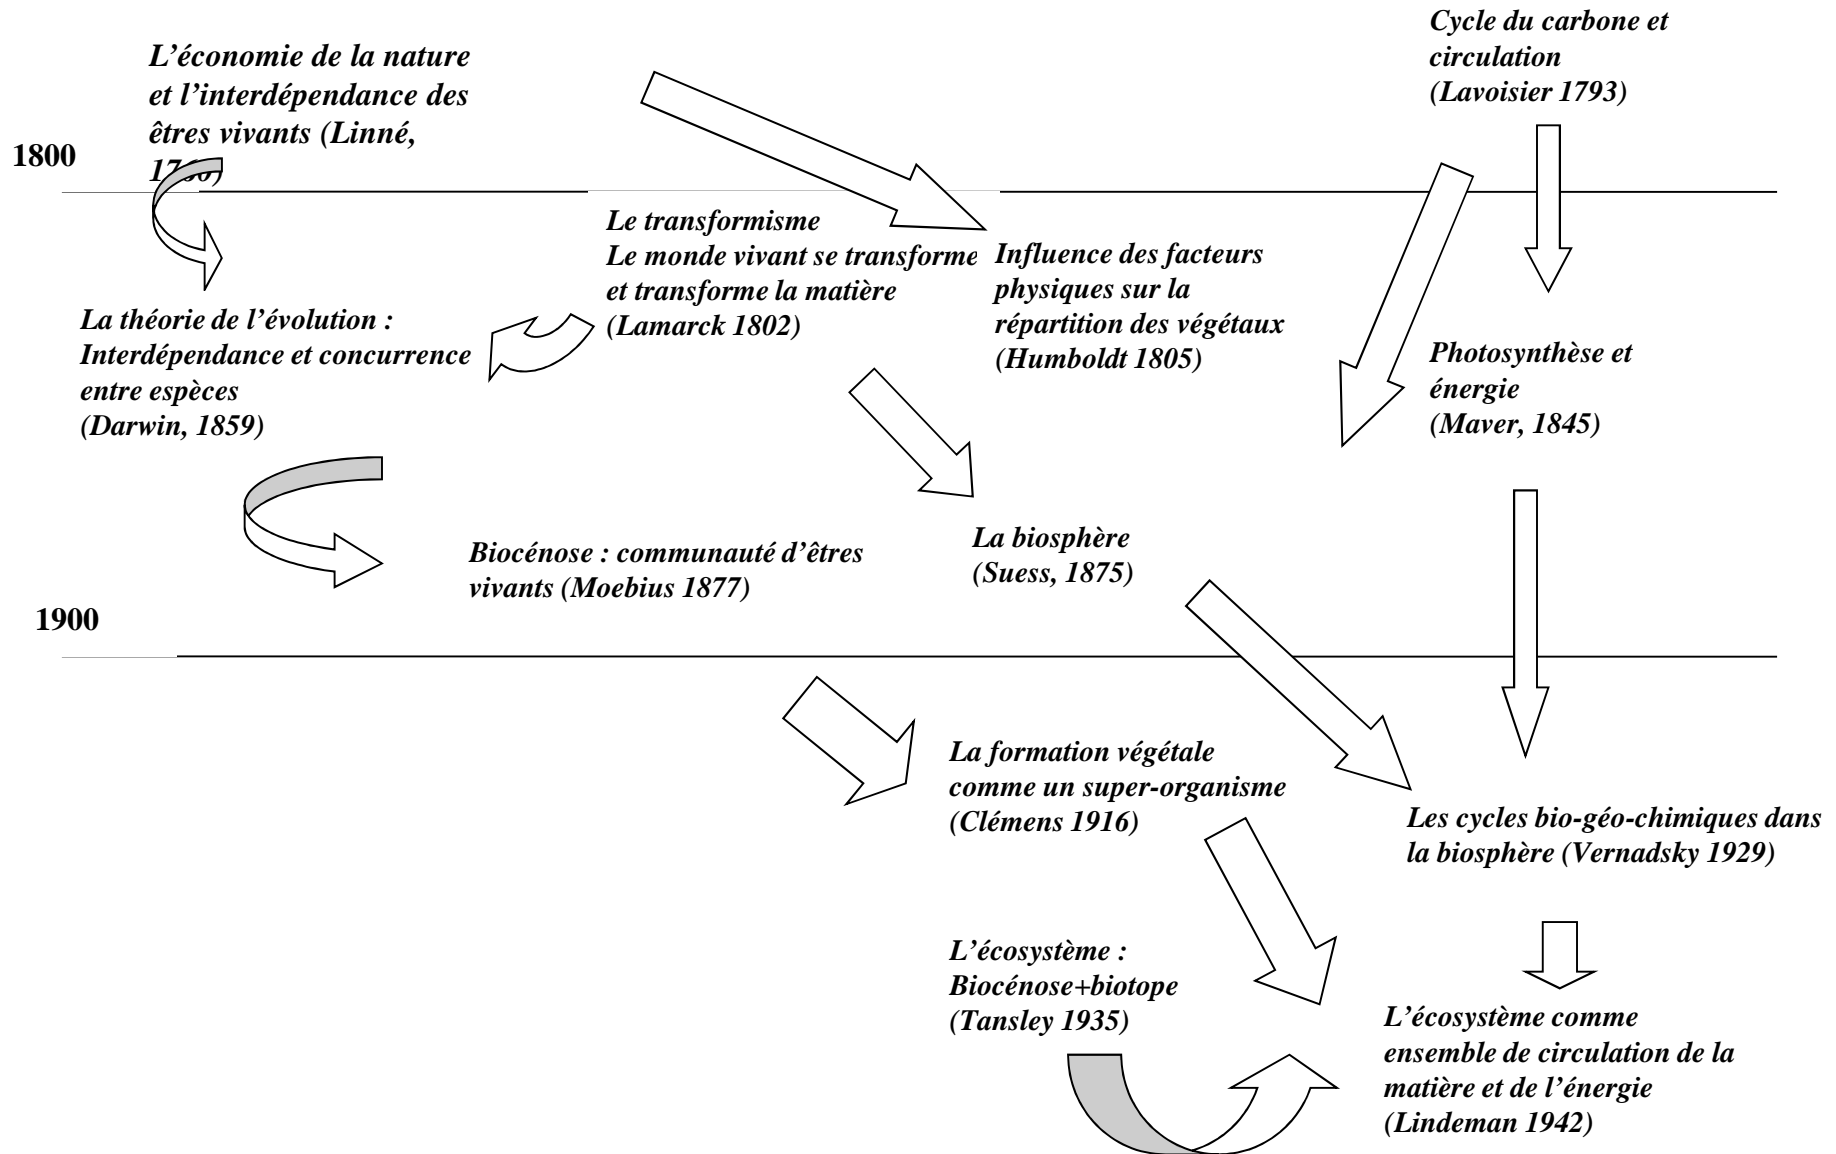 L’économie de la nature
et l’interdépendance des
êtres vivants (Linné,
1760)
Cycle du carbone et
circulation
(Lavoisier 1793)
1800
Le transformisme
Le monde vivant se transforme
et transforme la matière
(Lamarck 1802)
Influence des facteurs
physiques sur la
répartition des végétaux
(Humboldt 1805)
La théorie de l’évolution :
Interdépendance et concurrence
entre espèces
(Darwin, 1859)
Photosynthèse et
énergie
(Maver, 1845)
Biocénose : communauté d’êtres
vivants (Moebius 1877)
La biosphère
(Suess, 1875)
1900
La formation végétale
comme un super-organisme
(Clémens 1916)
Les cycles bio-géo-chimiques dans
la biosphère (Vernadsky 1929)
L’écosystème :
Biocénose+biotope
(Tansley 1935)
L’écosystème comme
ensemble de circulation de la
matière et de l’énergie
(Lindeman 1942)